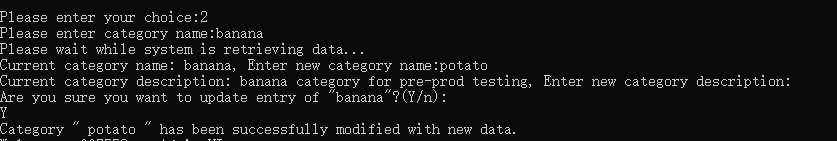 Please enter your choice:2
Please enter category name:banana
Please wait while system is retrieving data...
Current category name: banana, Enter new category name:potato
Current category description: banana category for pre-prod testing, Enter new category description:
Are you sure you want to update entry of "banana"?(Y/n):
Y
Category " potato " has been successfully modified with new data.